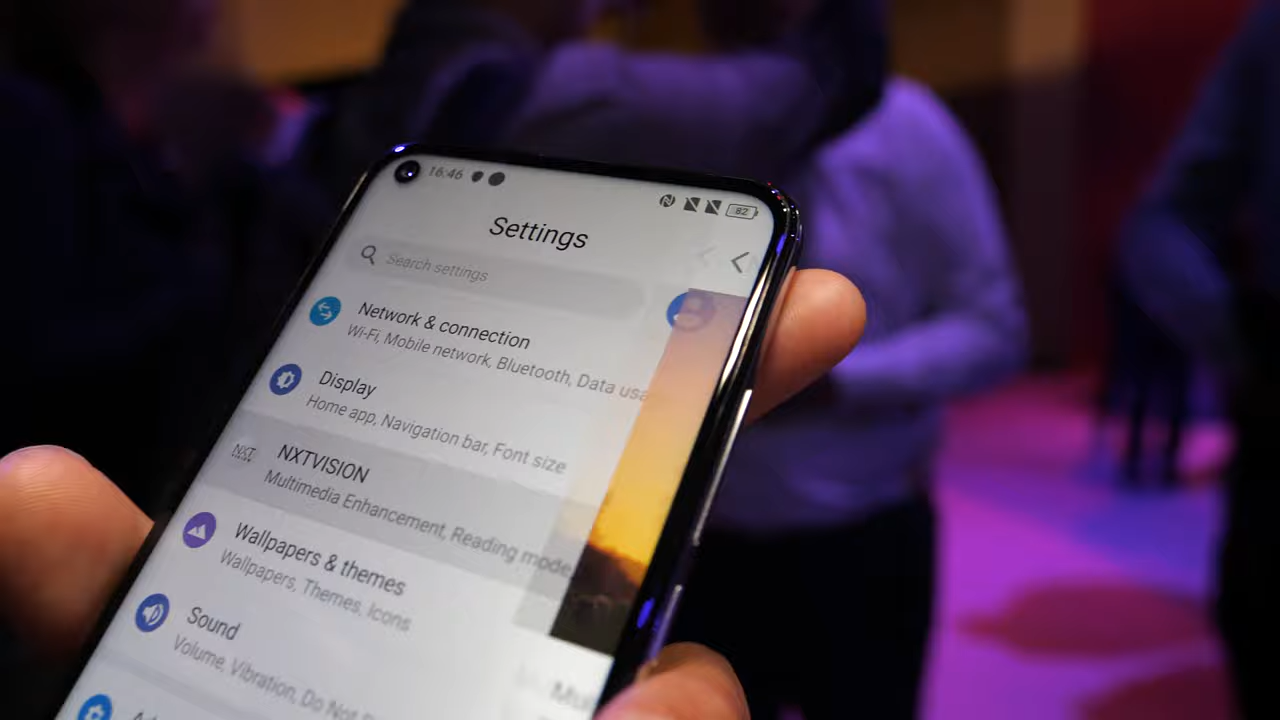 16:46
82
Settings
Search settings
Network & connection
Wi-Fi, Mobile network, Bluetooth, Data usa
Display
Home app, Navigation bar, Font size
NXT
NXTVISION
Multimedia Enhancement, Reading mode
Wallpapers & themes
Wallpapers, Themes, Icons
Sound
Volume, Vibration, Do Not